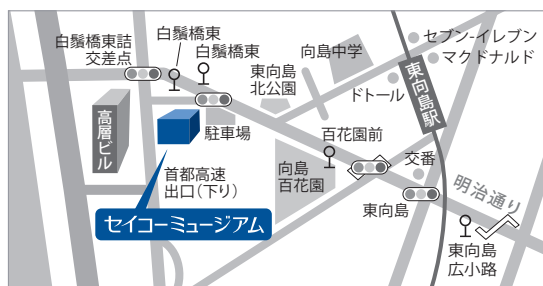 白鬚橋東詰
交差点
白鬚橋東
白鬚橋東
向島中学
セブン-イレブン
マクドナルド
東向島
北公園
ドトール
東向島駅
高層ビル
駐車場
百花園前
首都高速
出口(下り)
向島
百花園
交番
明治通り
セイコーミュージアム
東向島
東向島
広小路